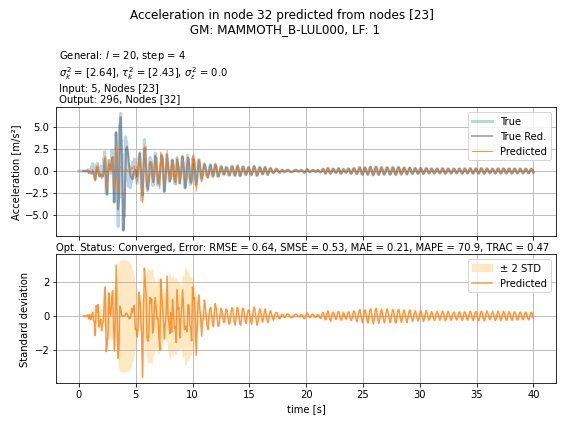 Acceleration in node 32 predicted from nodes [23]
GM: MAMMOTH_B-LUL000, LF: 1
General: l = 20, step = 4
σ²ₖ = [2.64], τ²ₖ = [2.43], σ²ₑ = 0.0
Input: 5, Nodes [23]
Output: 296, Nodes [32]
Acceleration [m/s²]
5.0
2.5
0.0
−2.5
−5.0
True
True Red.
Predicted
Opt. Status: Converged, Error: RMSE = 0.64, SMSE = 0.53, MAE = 0.21, MAPE = 70.9, TRAC = 0.47
Standard deviation
2
0
−2
± 2 STD
Predicted
0 5 10 15 20 25 30 35 40
time [s]